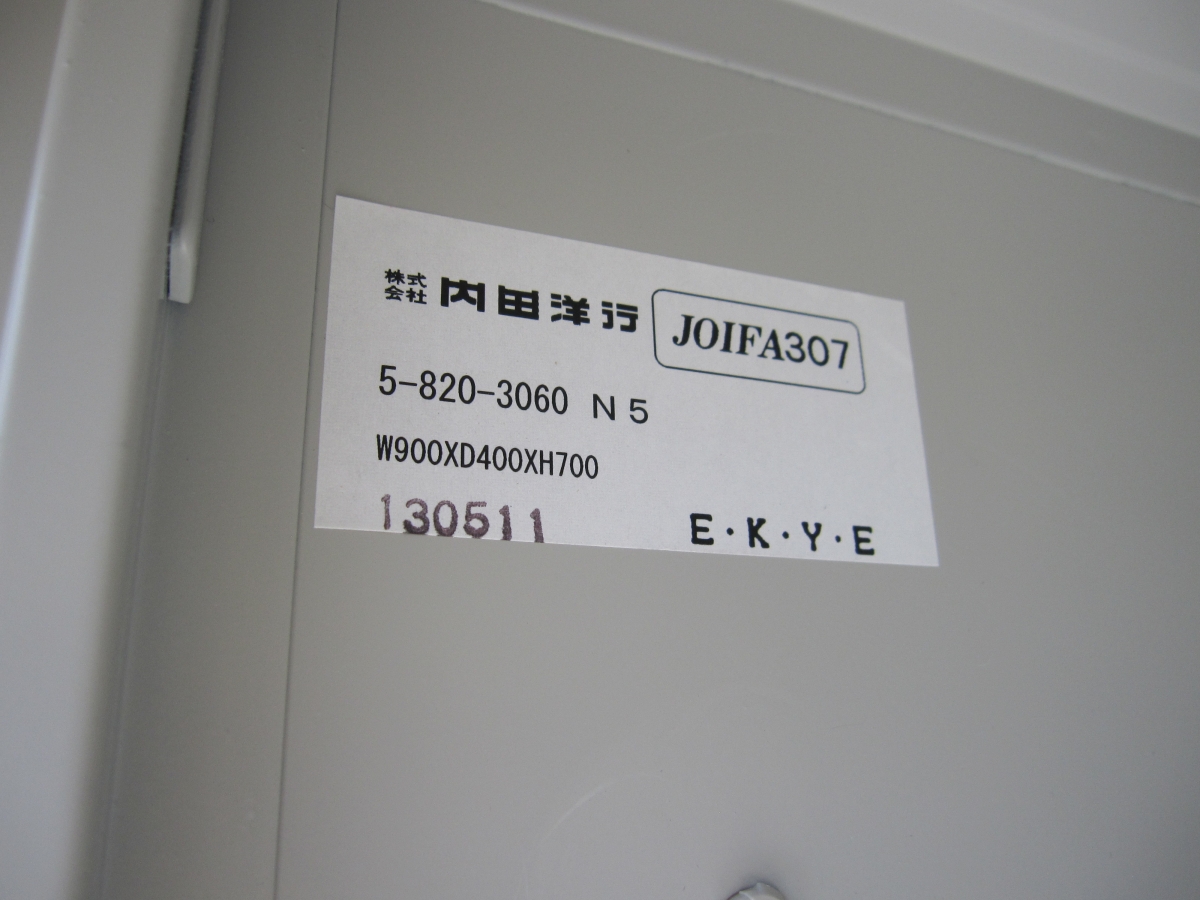 株式会社 内田洋行 JOIFA307
5-820-3060 N5
W900XD400XH700
130511 E・K・Y・E